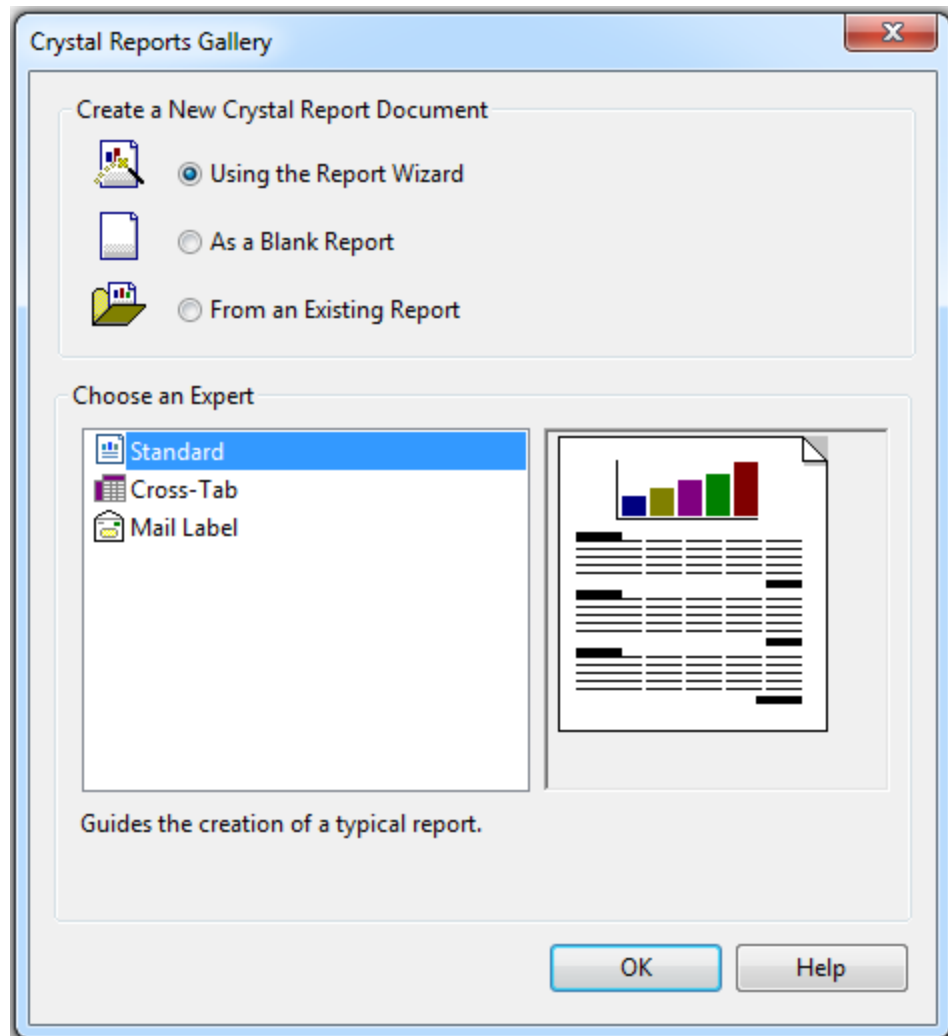 Crystal Reports Gallery
Create a New Crystal Report Document
Using the Report Wizard
As a Blank Report
From an Existing Report
Choose an Expert
Standard
Cross-Tab
Mail Label
Guides the creation of a typical report.
OK
Help